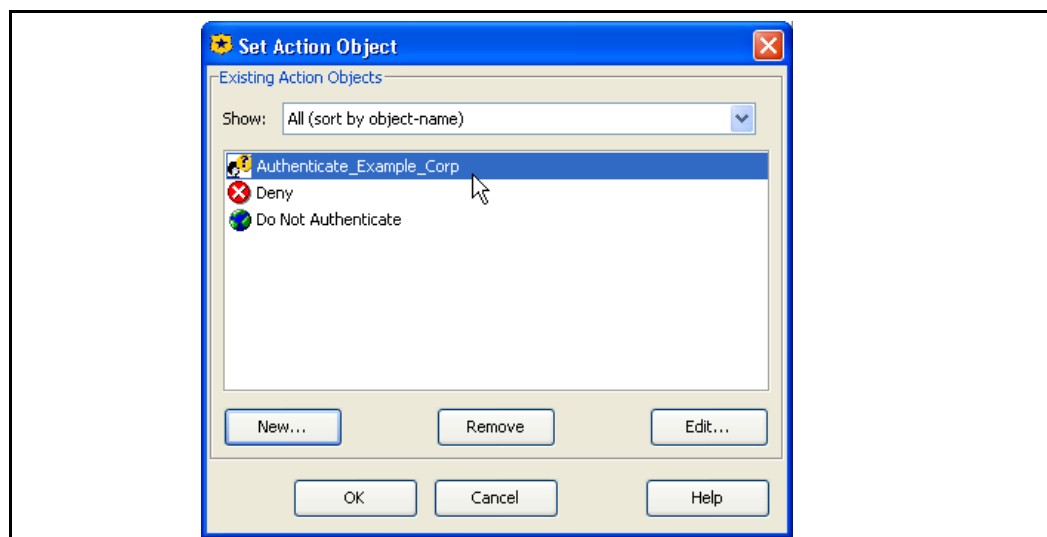 Set Action Object
Existing Action Objects
Show: All (sort by object-name)
Authenticate_Example_Corp
Deny
Do Not Authenticate
New... Remove Edit...
OK Cancel Help